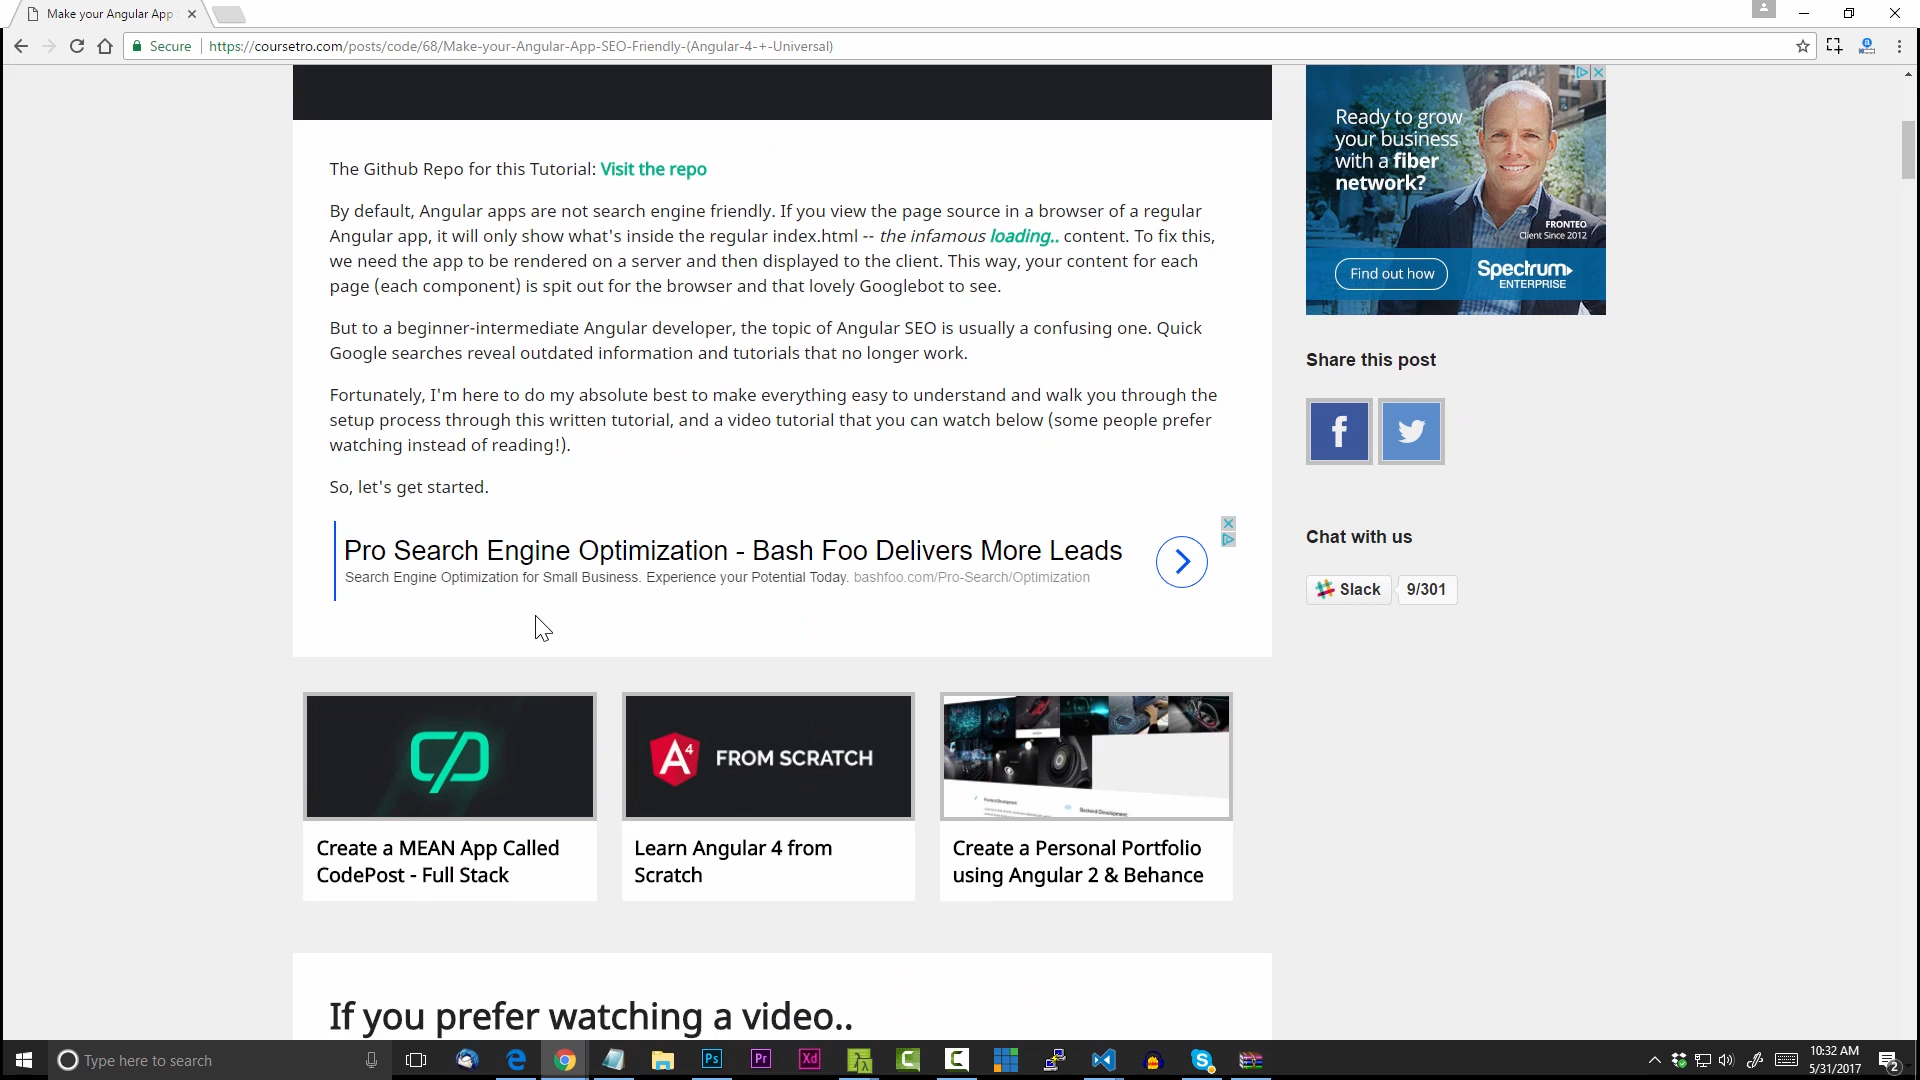 Make your Angular App
Secure
https://coursetro.com/posts/code/68/Make-your-Angular-App-SEO-Friendly-(Angular-4-+-Universal)
The Github Repo for this Tutorial: Visit the repo
By default, Angular apps are not search engine friendly. If you view the page source in a browser of a regular
Angular app, it will only show what's inside the regular index.html -- the infamous loading.. content. To fix this,
we need the app to be rendered on a server and then displayed to the client. This way, your content for each
page (each component) is spit out for the browser and that lovely Googlebot to see.
But to a beginner-intermediate Angular developer, the topic of Angular SEO is usually a confusing one. Quick
Google searches reveal outdated information and tutorials that no longer work.
Fortunately, I'm here to do my absolute best to make everything easy to understand and walk you through the
setup process through this written tutorial, and a video tutorial that you can watch below (some people prefer
watching instead of reading!).
So, let's get started.
Pro Search Engine Optimization - Bash Foo Delivers More Leads
Search Engine Optimization for Small Business. Experience your Potential Today. bashfoo.com/Pro-Search/Optimization
Ready to grow
your business
with a fiber
network?
FRONTEO
Client Since 2012
Find out how
Spectrum
ENTERPRISE
Share this post
Chat with us
Slack
9/301
A4 FROM SCRATCH
Frontend Development
Backend Development
Create a MEAN App Called
CodePost - Full Stack
Learn Angular 4 from
Scratch
Create a Personal Portfolio
using Angular 2 & Behance
If you prefer watching a video..
Type here to search
Ps
Pr
Xd
10:32 AM
5/31/2017
2